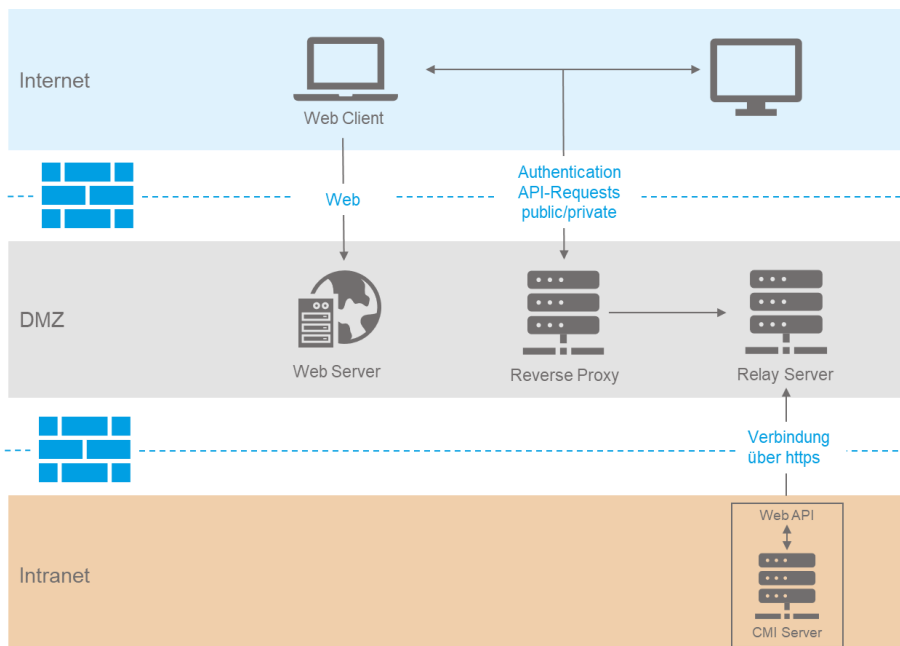 Internet
Web Client
Web
Authentication
API-Requests
public/private
DMZ
Web Server
Reverse Proxy
Relay Server
Verbindung
über https
Intranet
Web API
CMI Server